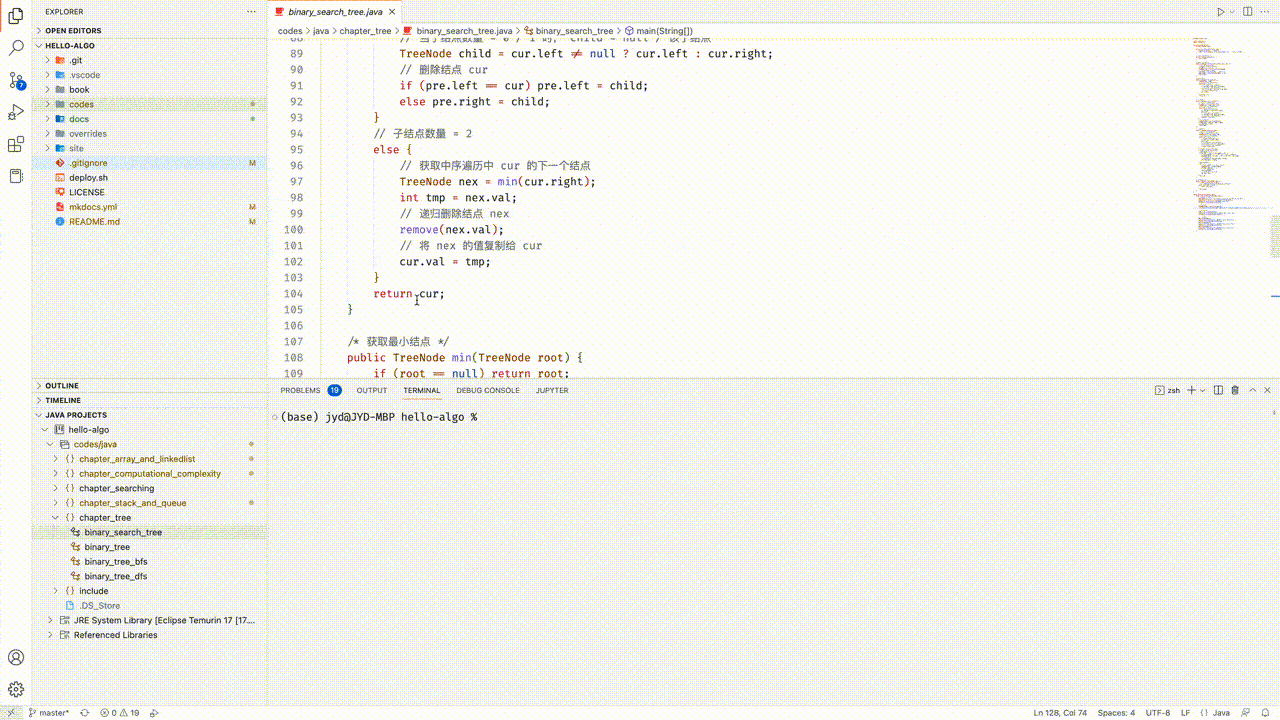 EXPLORER
OPEN EDITORS
HELLO-ALGO
.git
.vscode
book
codes
docs
overrides
site
.gitignore M
deploy.sh
LICENSE
mkdocs.yml M
README.md M
OUTLINE
TIMELINE
JAVA PROJECTS
hello-algo
codes/java
chapter_array_and_linkedlist
chapter_computational_complexity
chapter_searching
chapter_stack_and_queue
chapter_tree
binary_search_tree
binary_tree
binary_tree_bfs
binary_tree_dfs
include
.DS_Store
JRE System Library [Eclipse Temurin 17 [17....
Referenced Libraries
7
binary_search_tree.java
codes > java > chapter_tree > binary_search_tree.java > binary_search_tree > main(String[])
89 TreeNode child = cur.left ≠ null ? cur.left : cur.right;
90 // 删除结点 cur
91 if (pre.left == cur) pre.left = child;
92 else pre.right = child;
93 }
94 // 子结点数量 = 2
95 else {
96 // 获取中序遍历中 cur 的下一个结点
97 TreeNode nex = min(cur.right);
98 int tmp = nex.val;
99 // 递归删除结点 nex
100 remove(nex.val);
101 // 将 nex 的值复制给 cur
102 cur.val = tmp;
103 }
104 return cur;
105 }
106
107 /* 获取最小结点 */
108 public TreeNode min(TreeNode root) {
109 if (root == null) return root;
PROBLEMS 19 OUTPUT TERMINAL DEBUG CONSOLE JUPYTER zsh
(base) jyd@JYD-MBP hello-algo %
master* 0 19 Ln 128, Col 74 Spaces: 4 UTF-8 LF {} Java